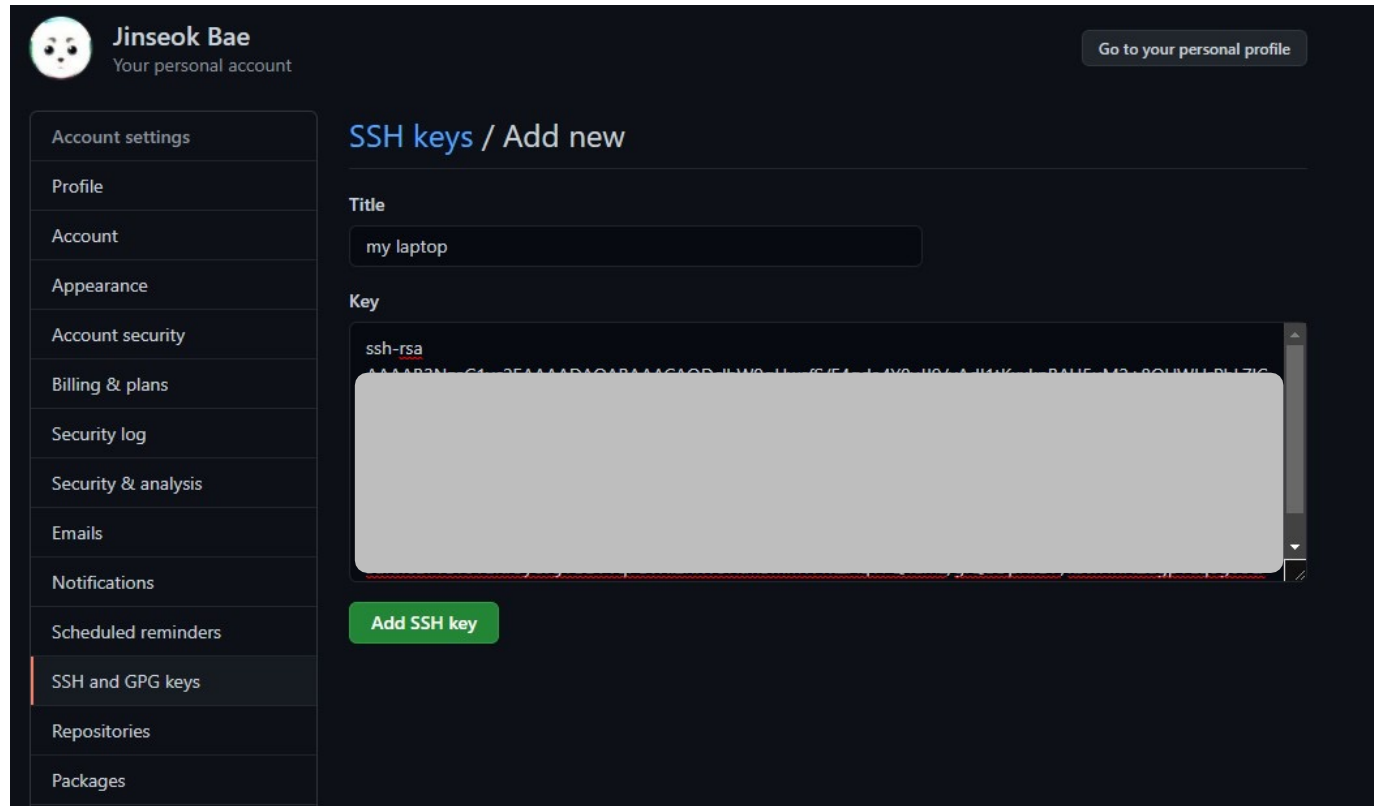 Jinseok Bae
Your personal account
Go to your personal profile
Account settings
Profile
Account
Appearance
Account security
Billing & plans
Security log
Security & analysis
Emails
Notifications
Scheduled reminders
SSH and GPG keys
Repositories
Packages
SSH keys / Add new
Title
my laptop
Key
ssh-rsa
Add SSH key